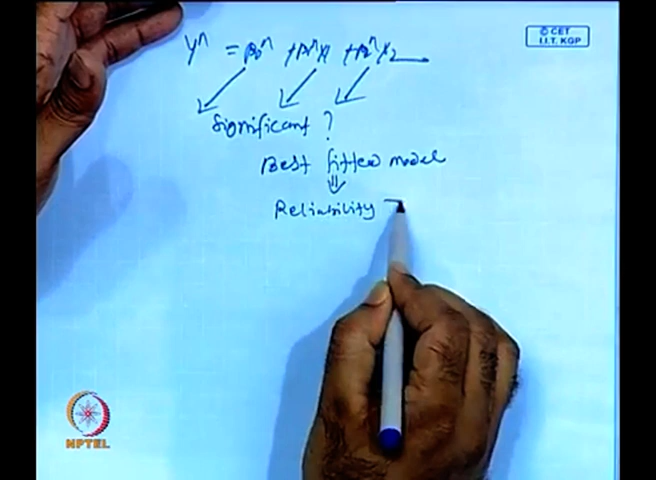 © CET
I.I.T. KGP
Y^n = β0^n + β1^n X1 + β2^n X2
Significant ?
Best fitted model
Reliability
NPTEL